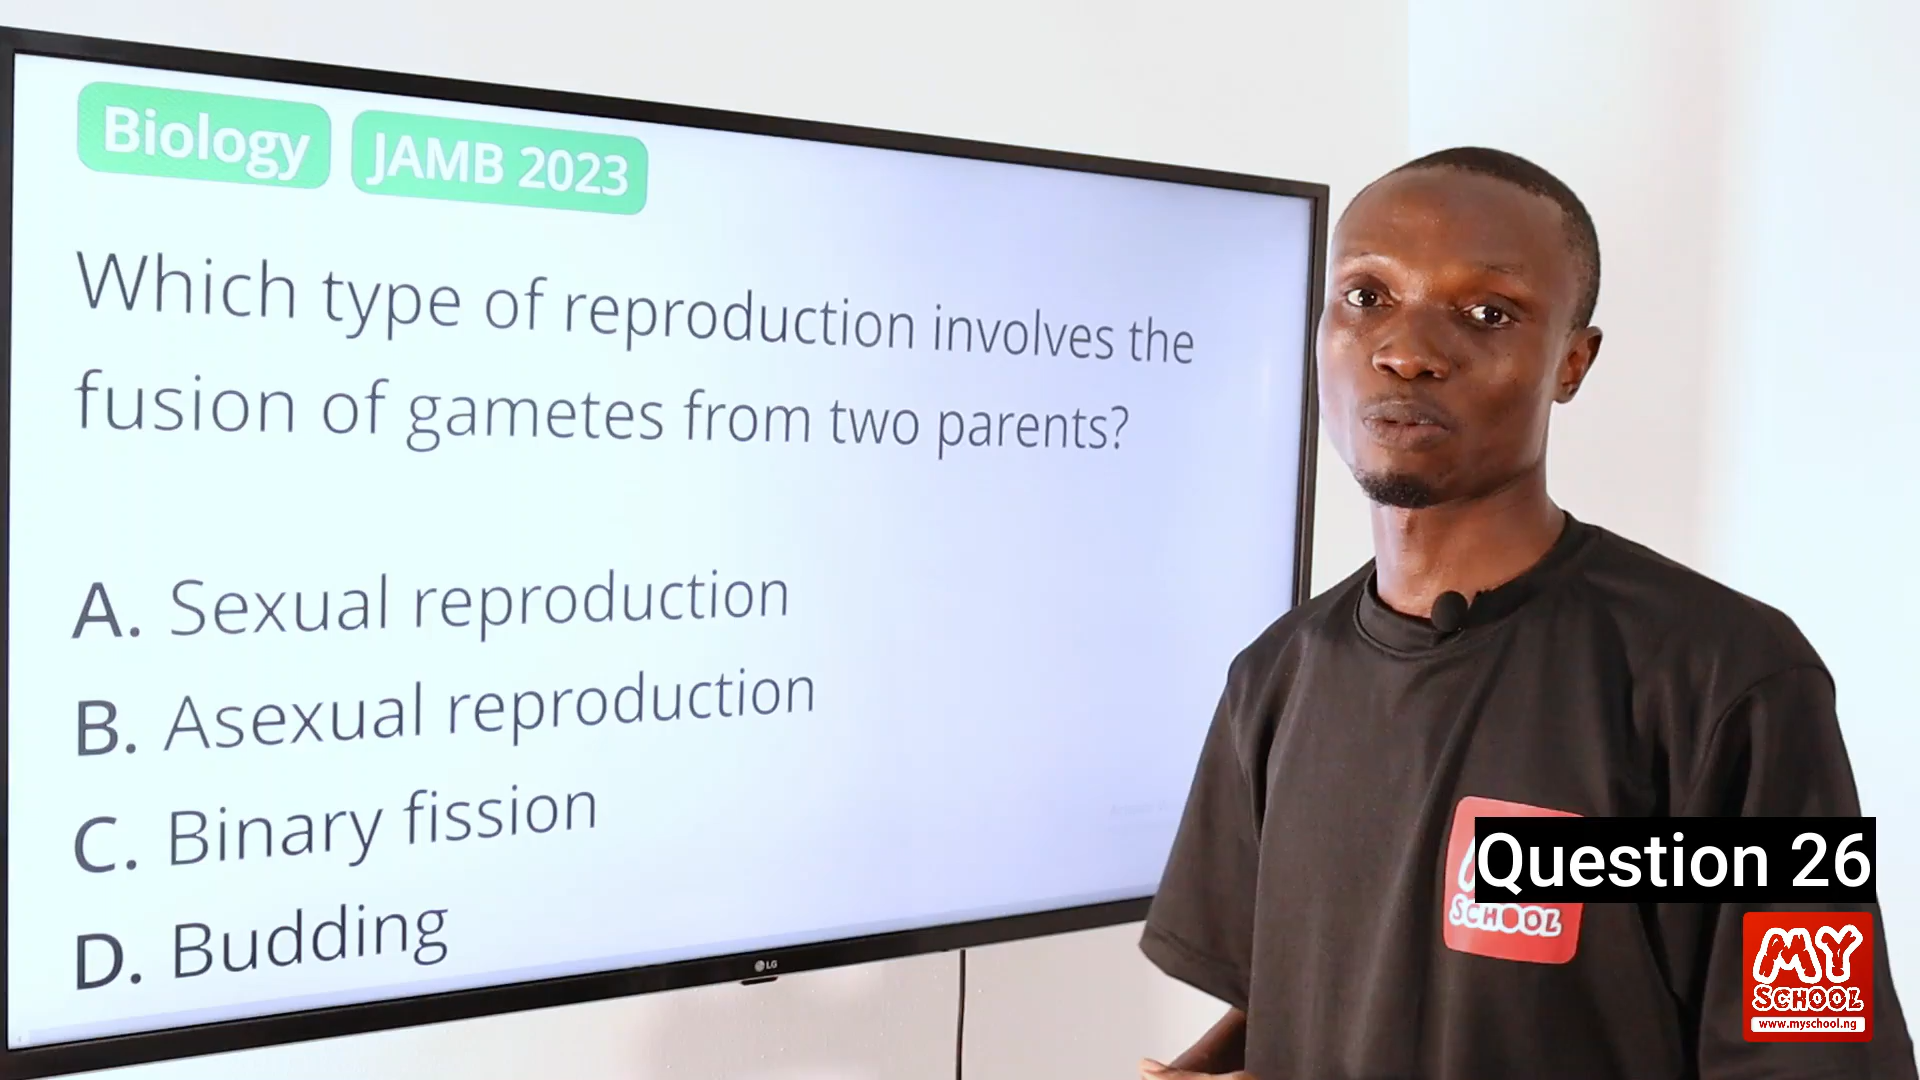 Biology JAMB 2023
Which type of reproduction involves the
fusion of gametes from two parents?
A. Sexual reproduction
B. Asexual reproduction
C. Binary fission
D. Budding
LG
Question 26
SCHOOL
MY
SCHOOL
www.myschool.ng